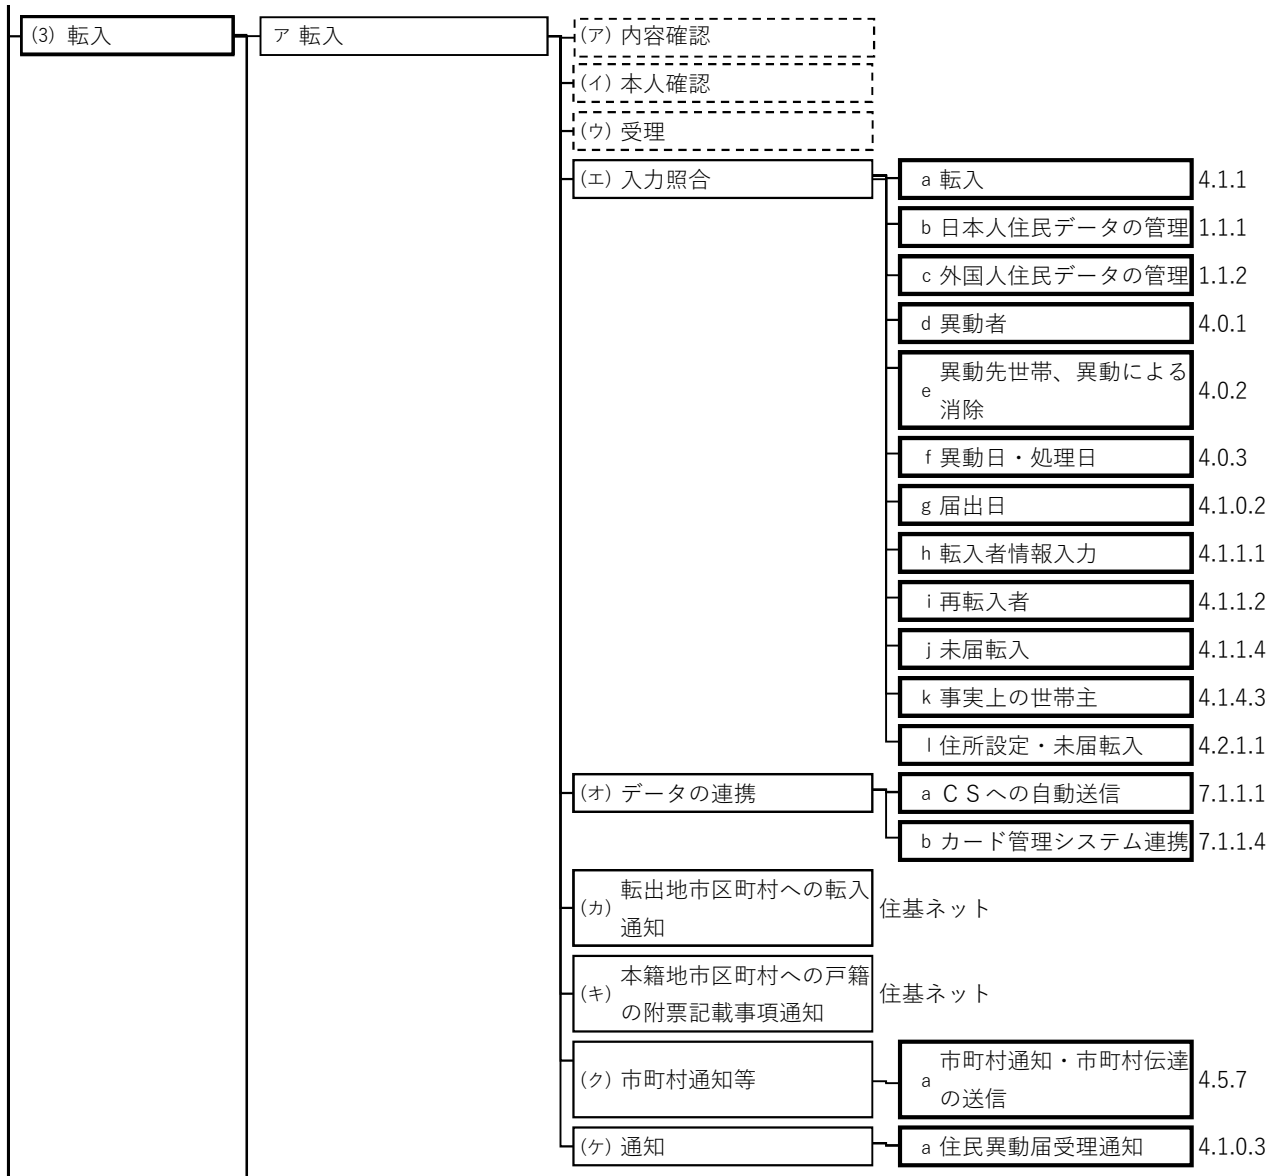 (3) 転入
ア 転入
(ア) 内容確認
(イ) 本人確認
(ウ) 受理
(エ) 入力照合
a 転入 4.1.1
b 日本人住民データの管理 1.1.1
c 外国人住民データの管理 1.1.2
d 異動者 4.0.1
e 異動先世帯、異動による
消除 4.0.2
f 異動日・処理日 4.0.3
g 届出日 4.1.0.2
h 転入者情報入力 4.1.1.1
i 再転入者 4.1.1.2
j 未届転入 4.1.1.4
k 事実上の世帯主 4.1.4.3
l 住所設定・未届転入 4.2.1.1
(オ) データの連携
a ＣＳへの自動送信 7.1.1.1
b カード管理システム連携 7.1.1.4
(カ) 転出地市区町村への転入
通知 住基ネット
(キ) 本籍地市区町村への戸籍
の附票記載事項通知 住基ネット
(ク) 市町村通知等
a 市町村通知・市町村伝達
の送信 4.5.7
(ケ) 通知
a 住民異動届受理通知 4.1.0.3